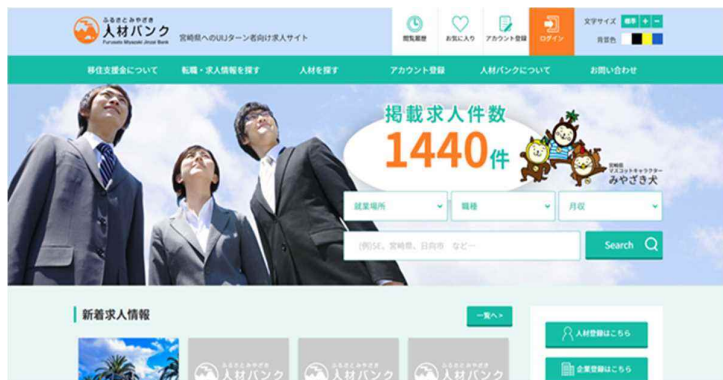 ふるさとみやざき
人材バンク
Furusato Miyazaki Jinzai Bank
宮崎県へのUIJターン者向け求人サイト
閲覧履歴
お気に入り
アカウント登録
ログイン
文字サイズ 標準 + −
背景色
移住支援金について 転職・求人情報を探す 人材を探す アカウント登録 人材バンクについて お問い合わせ
掲載求人件数
1440件
宮崎県
マスコットキャラクター
みやざき犬
就業場所 職種 月収
(例)SE、宮崎県、日向市 など…
Search
新着求人情報
一覧へ >
人材登録はこちら
企業登録はこちら
ふるさとみやざき ふるさとみやざき ふるさとみやざき
人材バンク 人材バンク 人材バンク